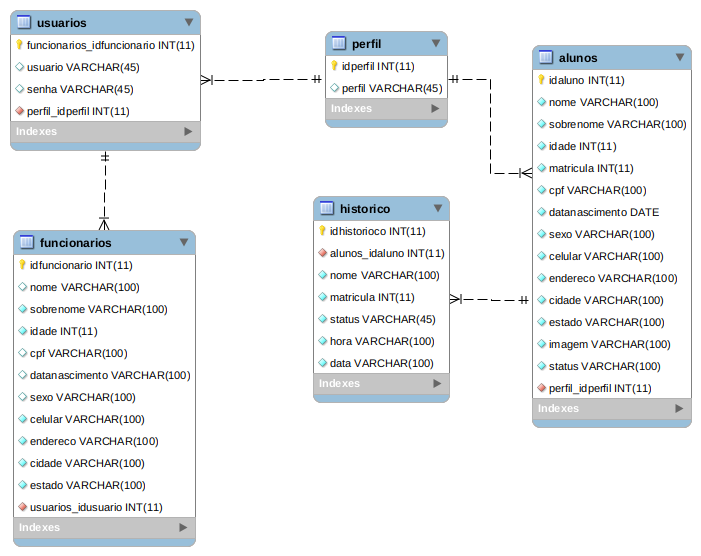 usuarios
funcionarios_idfuncionario INT(11)
usuario VARCHAR(45)
senha VARCHAR(45)
perfil_idperfil INT(11)
Indexes
perfil
idperfil INT(11)
perfil VARCHAR(45)
Indexes
alunos
idaluno INT(11)
nome VARCHAR(100)
sobrenome VARCHAR(100)
idade INT(11)
matricula INT(11)
cpf VARCHAR(100)
datanascimento DATE
sexo VARCHAR(100)
celular VARCHAR(100)
endereco VARCHAR(100)
cidade VARCHAR(100)
estado VARCHAR(100)
imagem VARCHAR(100)
status VARCHAR(100)
perfil_idperfil INT(11)
Indexes
historico
idhistorioco INT(11)
alunos_idaluno INT(11)
nome VARCHAR(100)
matricula INT(11)
status VARCHAR(45)
hora VARCHAR(100)
data VARCHAR(100)
Indexes
funcionarios
idfuncionario INT(11)
nome VARCHAR(100)
sobrenome VARCHAR(100)
idade INT(11)
cpf VARCHAR(100)
datanascimento VARCHAR(100)
sexo VARCHAR(100)
celular VARCHAR(100)
endereco VARCHAR(100)
cidade VARCHAR(100)
estado VARCHAR(100)
usuarios_idusuario INT(11)
Indexes